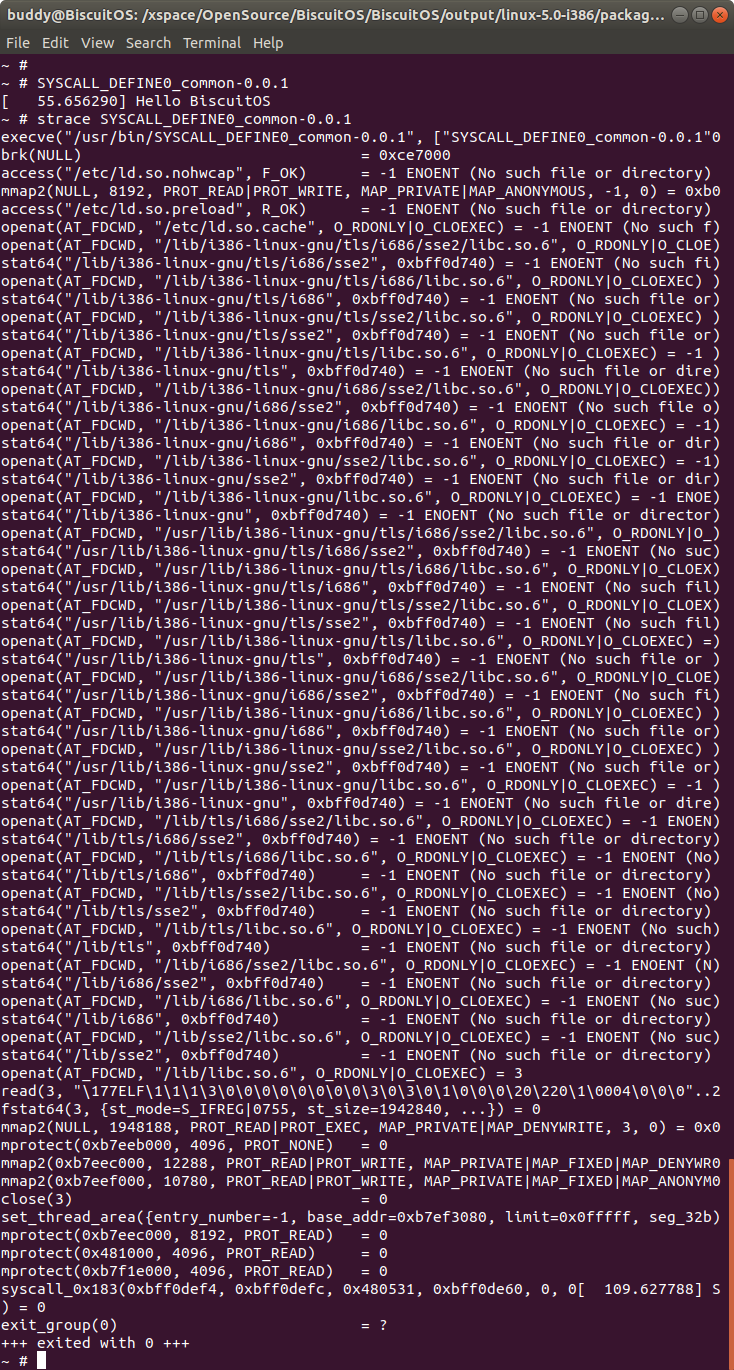 buddy@BiscuitOS: /xspace/OpenSource/BiscuitOS/BiscuitOS/output/linux-5.0-i386/packag...
File Edit View Search Terminal Help
~ #
~ # SYSCALL_DEFINE0_common-0.0.1
[   55.656290] Hello BiscuitOS
~ # strace SYSCALL_DEFINE0_common-0.0.1
execve("/usr/bin/SYSCALL_DEFINE0_common-0.0.1", ["SYSCALL_DEFINE0_common-0.0.1"0
brk(NULL)                               = 0xce7000
access("/etc/ld.so.nohwcap", F_OK)      = -1 ENOENT (No such file or directory)
mmap2(NULL, 8192, PROT_READ|PROT_WRITE, MAP_PRIVATE|MAP_ANONYMOUS, -1, 0) = 0xb0
access("/etc/ld.so.preload", R_OK)      = -1 ENOENT (No such file or directory)
openat(AT_FDCWD, "/etc/ld.so.cache", O_RDONLY|O_CLOEXEC) = -1 ENOENT (No such f)
openat(AT_FDCWD, "/lib/i386-linux-gnu/tls/i686/sse2/libc.so.6", O_RDONLY|O_CLOE)
stat64("/lib/i386-linux-gnu/tls/i686/sse2", 0xbff0d740) = -1 ENOENT (No such fi)
openat(AT_FDCWD, "/lib/i386-linux-gnu/tls/i686/libc.so.6", O_RDONLY|O_CLOEXEC) )
stat64("/lib/i386-linux-gnu/tls/i686", 0xbff0d740) = -1 ENOENT (No such file or)
openat(AT_FDCWD, "/lib/i386-linux-gnu/tls/sse2/libc.so.6", O_RDONLY|O_CLOEXEC) )
stat64("/lib/i386-linux-gnu/tls/sse2", 0xbff0d740) = -1 ENOENT (No such file or)
openat(AT_FDCWD, "/lib/i386-linux-gnu/tls/libc.so.6", O_RDONLY|O_CLOEXEC) = -1 )
stat64("/lib/i386-linux-gnu/tls", 0xbff0d740) = -1 ENOENT (No such file or dire)
openat(AT_FDCWD, "/lib/i386-linux-gnu/i686/sse2/libc.so.6", O_RDONLY|O_CLOEXEC))
stat64("/lib/i386-linux-gnu/i686/sse2", 0xbff0d740) = -1 ENOENT (No such file o)
openat(AT_FDCWD, "/lib/i386-linux-gnu/i686/libc.so.6", O_RDONLY|O_CLOEXEC) = -1)
stat64("/lib/i386-linux-gnu/i686", 0xbff0d740) = -1 ENOENT (No such file or dir)
openat(AT_FDCWD, "/lib/i386-linux-gnu/sse2/libc.so.6", O_RDONLY|O_CLOEXEC) = -1)
stat64("/lib/i386-linux-gnu/sse2", 0xbff0d740) = -1 ENOENT (No such file or dir)
openat(AT_FDCWD, "/lib/i386-linux-gnu/libc.so.6", O_RDONLY|O_CLOEXEC) = -1 ENOE)
stat64("/lib/i386-linux-gnu", 0xbff0d740) = -1 ENOENT (No such file or director)
openat(AT_FDCWD, "/usr/lib/i386-linux-gnu/tls/i686/sse2/libc.so.6", O_RDONLY|O_)
stat64("/usr/lib/i386-linux-gnu/tls/i686/sse2", 0xbff0d740) = -1 ENOENT (No suc)
openat(AT_FDCWD, "/usr/lib/i386-linux-gnu/tls/i686/libc.so.6", O_RDONLY|O_CLOEX)
stat64("/usr/lib/i386-linux-gnu/tls/i686", 0xbff0d740) = -1 ENOENT (No such fil)
openat(AT_FDCWD, "/usr/lib/i386-linux-gnu/tls/sse2/libc.so.6", O_RDONLY|O_CLOEX)
stat64("/usr/lib/i386-linux-gnu/tls/sse2", 0xbff0d740) = -1 ENOENT (No such fil)
openat(AT_FDCWD, "/usr/lib/i386-linux-gnu/tls/libc.so.6", O_RDONLY|O_CLOEXEC) =)
stat64("/usr/lib/i386-linux-gnu/tls", 0xbff0d740) = -1 ENOENT (No such file or )
openat(AT_FDCWD, "/usr/lib/i386-linux-gnu/i686/sse2/libc.so.6", O_RDONLY|O_CLOE)
stat64("/usr/lib/i386-linux-gnu/i686/sse2", 0xbff0d740) = -1 ENOENT (No such fi)
openat(AT_FDCWD, "/usr/lib/i386-linux-gnu/i686/libc.so.6", O_RDONLY|O_CLOEXEC) )
stat64("/usr/lib/i386-linux-gnu/i686", 0xbff0d740) = -1 ENOENT (No such file or)
openat(AT_FDCWD, "/usr/lib/i386-linux-gnu/sse2/libc.so.6", O_RDONLY|O_CLOEXEC) )
stat64("/usr/lib/i386-linux-gnu/sse2", 0xbff0d740) = -1 ENOENT (No such file or)
openat(AT_FDCWD, "/usr/lib/i386-linux-gnu/libc.so.6", O_RDONLY|O_CLOEXEC) = -1 )
stat64("/usr/lib/i386-linux-gnu", 0xbff0d740) = -1 ENOENT (No such file or dire)
openat(AT_FDCWD, "/lib/tls/i686/sse2/libc.so.6", O_RDONLY|O_CLOEXEC) = -1 ENOEN)
stat64("/lib/tls/i686/sse2", 0xbff0d740) = -1 ENOENT (No such file or directory)
openat(AT_FDCWD, "/lib/tls/i686/libc.so.6", O_RDONLY|O_CLOEXEC) = -1 ENOENT (No)
stat64("/lib/tls/i686", 0xbff0d740)     = -1 ENOENT (No such file or directory)
openat(AT_FDCWD, "/lib/tls/sse2/libc.so.6", O_RDONLY|O_CLOEXEC) = -1 ENOENT (No)
stat64("/lib/tls/sse2", 0xbff0d740)     = -1 ENOENT (No such file or directory)
openat(AT_FDCWD, "/lib/tls/libc.so.6", O_RDONLY|O_CLOEXEC) = -1 ENOENT (No such)
stat64("/lib/tls", 0xbff0d740)          = -1 ENOENT (No such file or directory)
openat(AT_FDCWD, "/lib/i686/sse2/libc.so.6", O_RDONLY|O_CLOEXEC) = -1 ENOENT (N)
stat64("/lib/i686/sse2", 0xbff0d740)    = -1 ENOENT (No such file or directory)
openat(AT_FDCWD, "/lib/i686/libc.so.6", O_RDONLY|O_CLOEXEC) = -1 ENOENT (No suc)
stat64("/lib/i686", 0xbff0d740)         = -1 ENOENT (No such file or directory)
openat(AT_FDCWD, "/lib/sse2/libc.so.6", O_RDONLY|O_CLOEXEC) = -1 ENOENT (No suc)
stat64("/lib/sse2", 0xbff0d740)         = -1 ENOENT (No such file or directory)
openat(AT_FDCWD, "/lib/libc.so.6", O_RDONLY|O_CLOEXEC) = 3
read(3, "\177ELF\1\1\1\3\0\0\0\0\0\0\0\0\3\0\3\0\1\0\0\0\20\220\1\0004\0\0\0"..2
fstat64(3, {st_mode=S_IFREG|0755, st_size=1942840, ...}) = 0
mmap2(NULL, 1948188, PROT_READ|PROT_EXEC, MAP_PRIVATE|MAP_DENYWRITE, 3, 0) = 0x0
mprotect(0xb7eeb000, 4096, PROT_NONE)   = 0
mmap2(0xb7eec000, 12288, PROT_READ|PROT_WRITE, MAP_PRIVATE|MAP_FIXED|MAP_DENYWR0
mmap2(0xb7eef000, 10780, PROT_READ|PROT_WRITE, MAP_PRIVATE|MAP_FIXED|MAP_ANONYM0
close(3)                                = 0
set_thread_area({entry_number=-1, base_addr=0xb7ef3080, limit=0x0fffff, seg_32b)
mprotect(0xb7eec000, 8192, PROT_READ)   = 0
mprotect(0x481000, 4096, PROT_READ)     = 0
mprotect(0xb7f1e000, 4096, PROT_READ)   = 0
syscall_0x183(0xbff0def4, 0xbff0defc, 0x480531, 0xbff0de60, 0, 0[  109.627788] S
) = 0
exit_group(0)                           = ?
+++ exited with 0 +++
~ #